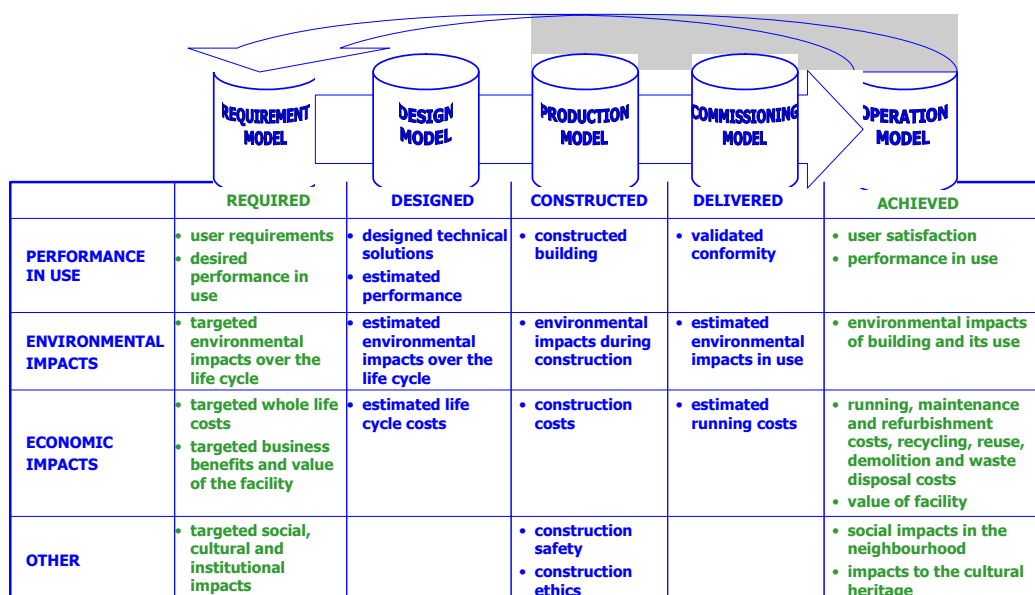 REQUIREMENT
MODEL
DESIGN
MODEL
PRODUCTION
MODEL
COMMISSIONING
MODEL
OPERATION
MODEL
REQUIRED
DESIGNED
CONSTRUCTED
DELIVERED
ACHIEVED
PERFORMANCE
IN USE
• user requirements
• desired
performance in
use
• designed technical
solutions
• estimated
performance
• constructed
building
• validated
conformity
• user satisfaction
• performance in use
ENVIRONMENTAL
IMPACTS
• targeted
environmental
impacts over the
life cycle
• estimated
environmental
impacts over the
life cycle
• environmental
impacts during
construction
• estimated
environmental
impacts in use
• environmental impacts
of building and its use
ECONOMIC
IMPACTS
• targeted whole life
costs
• targeted business
benefits and value
of the facility
• estimated life
cycle costs
• construction
costs
• estimated
running costs
• running, maintenance
and refurbishment
costs, recycling, reuse,
demolition and waste
disposal costs
• value of facility
OTHER
• targeted social,
cultural and
institutional
impacts
• construction
safety
• construction
ethics
• social impacts in the
neighbourhood
• impacts to the cultural
heritage